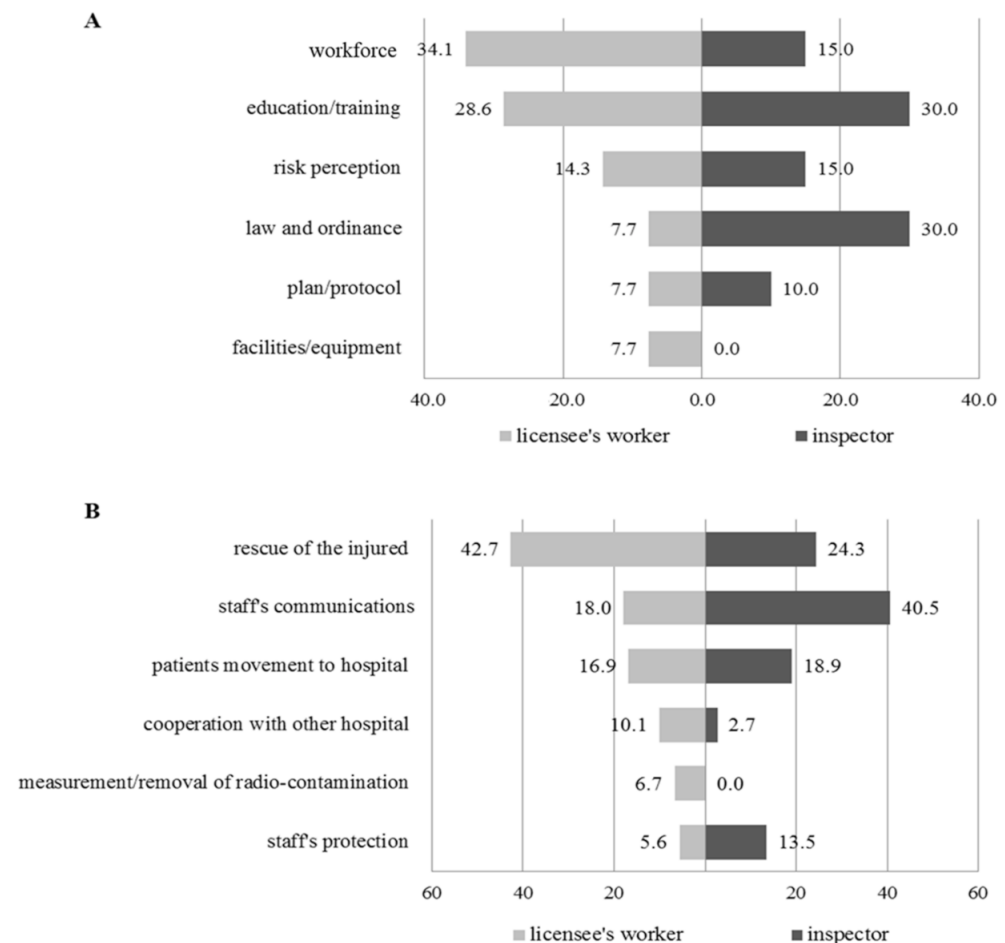 A
workforce 34.1 15.0
education/training 28.6 30.0
risk perception 14.3 15.0
law and ordinance 7.7 30.0
plan/protocol 7.7 10.0
facilities/equipment 7.7 0.0
40.0 20.0 0.0 20.0 40.0
licensee's worker inspector
B
rescue of the injured 42.7 24.3
staff's communications 18.0 40.5
patients movement to hospital 16.9 18.9
cooperation with other hospital 10.1 2.7
measurement/removal of radio-contamination 6.7 0.0
staff's protection 5.6 13.5
60 40 20 20 40 60
licensee's worker inspector